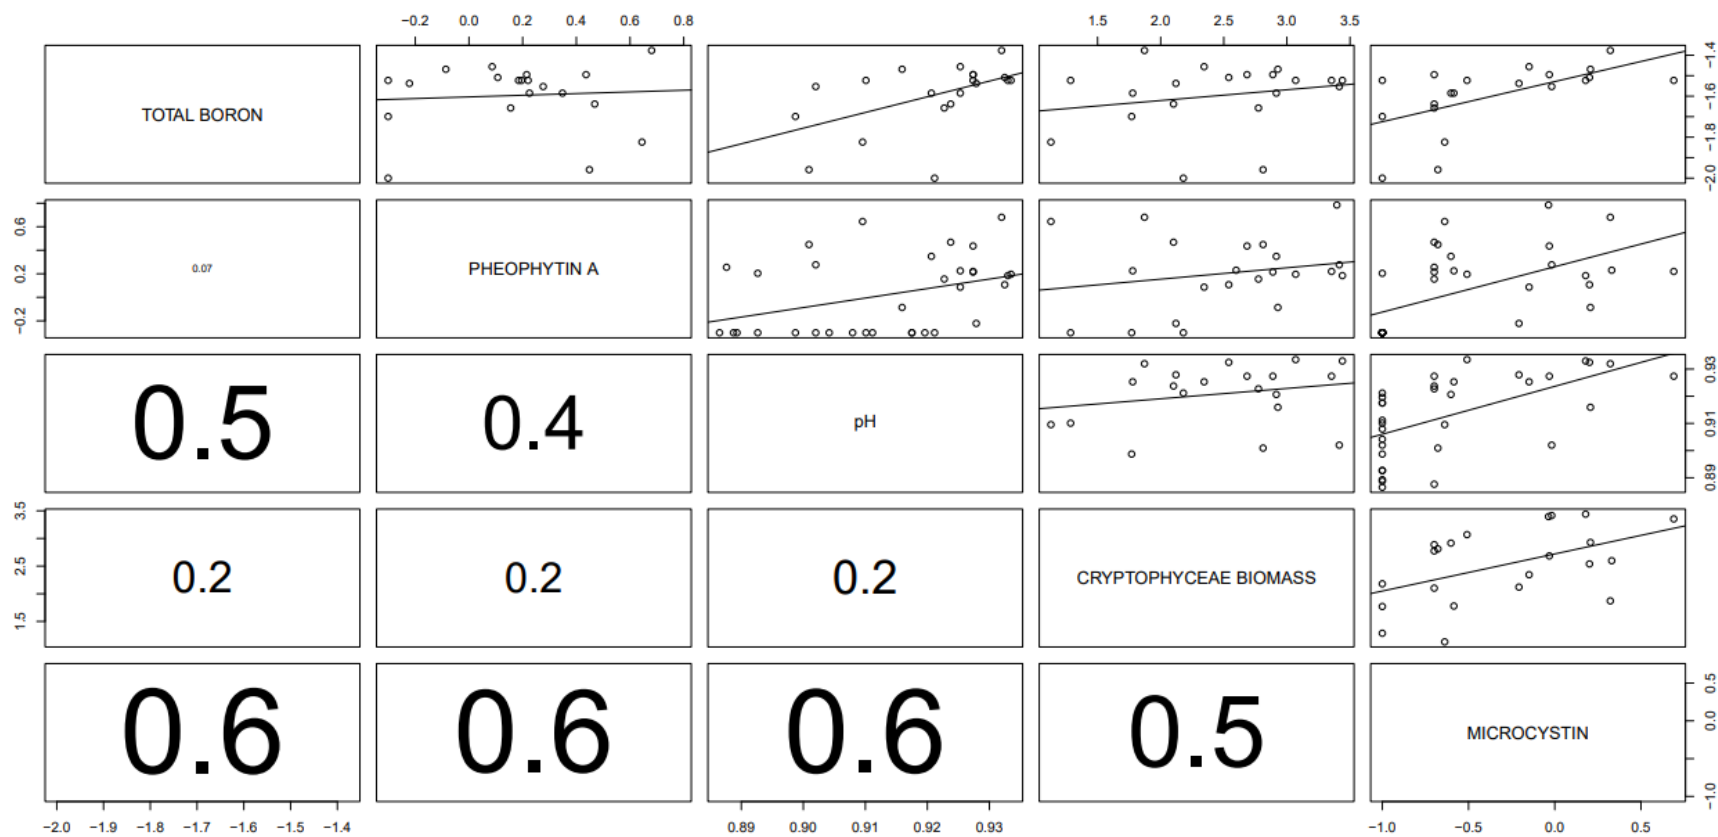 −0.2 0.0 0.2 0.4 0.6 0.8 1.5 2.0 2.5 3.0 3.5
TOTAL BORON
−2.0 −1.8 −1.6 −1.4
−0.2 0.2 0.6
0.07
PHEOPHYTIN A
0.5
0.4
pH
0.89 0.91 0.93
1.5 2.5 3.5
0.2
0.2
0.2
CRYPTOPHYCEAE BIOMASS
0.6
0.6
0.6
0.5
MICROCYSTIN
−1.0 0.0 0.5
−2.0 −1.9 −1.8 −1.7 −1.6 −1.5 −1.4 0.89 0.90 0.91 0.92 0.93 −1.0 −0.5 0.0 0.5